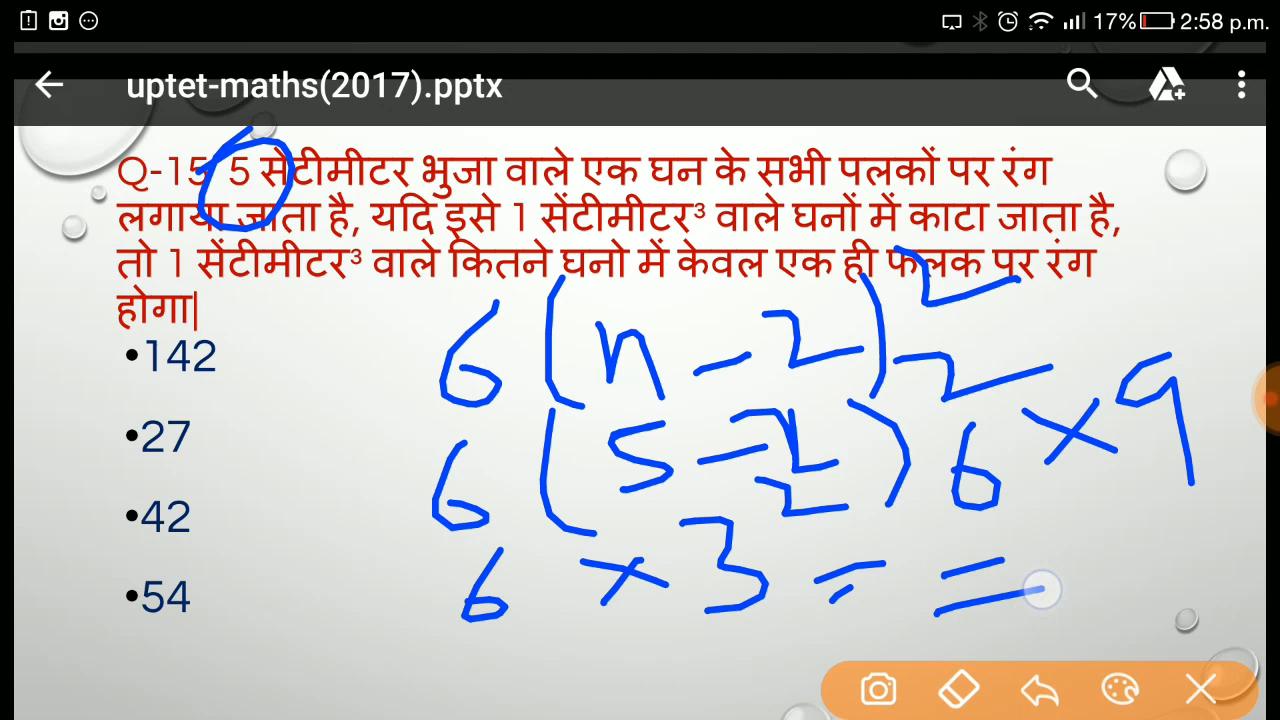 17% 2:58 p.m.
uptet-maths(2017).pptx
Q-15 5 सेंटीमीटर भुजा वाले एक घन के सभी पलकों पर रंग
लगाया जाता है, यदि इसे 1 सेंटीमीटर³ वाले घनों में काटा जाता है,
तो 1 सेंटीमीटर³ वाले कितने घनो में केवल एक ही फलक पर रंग
होगा|
•142
•27
•42
•54
6 (n - 2)²
6 (5 - 2)²
6 × 9
6 × 3² = =